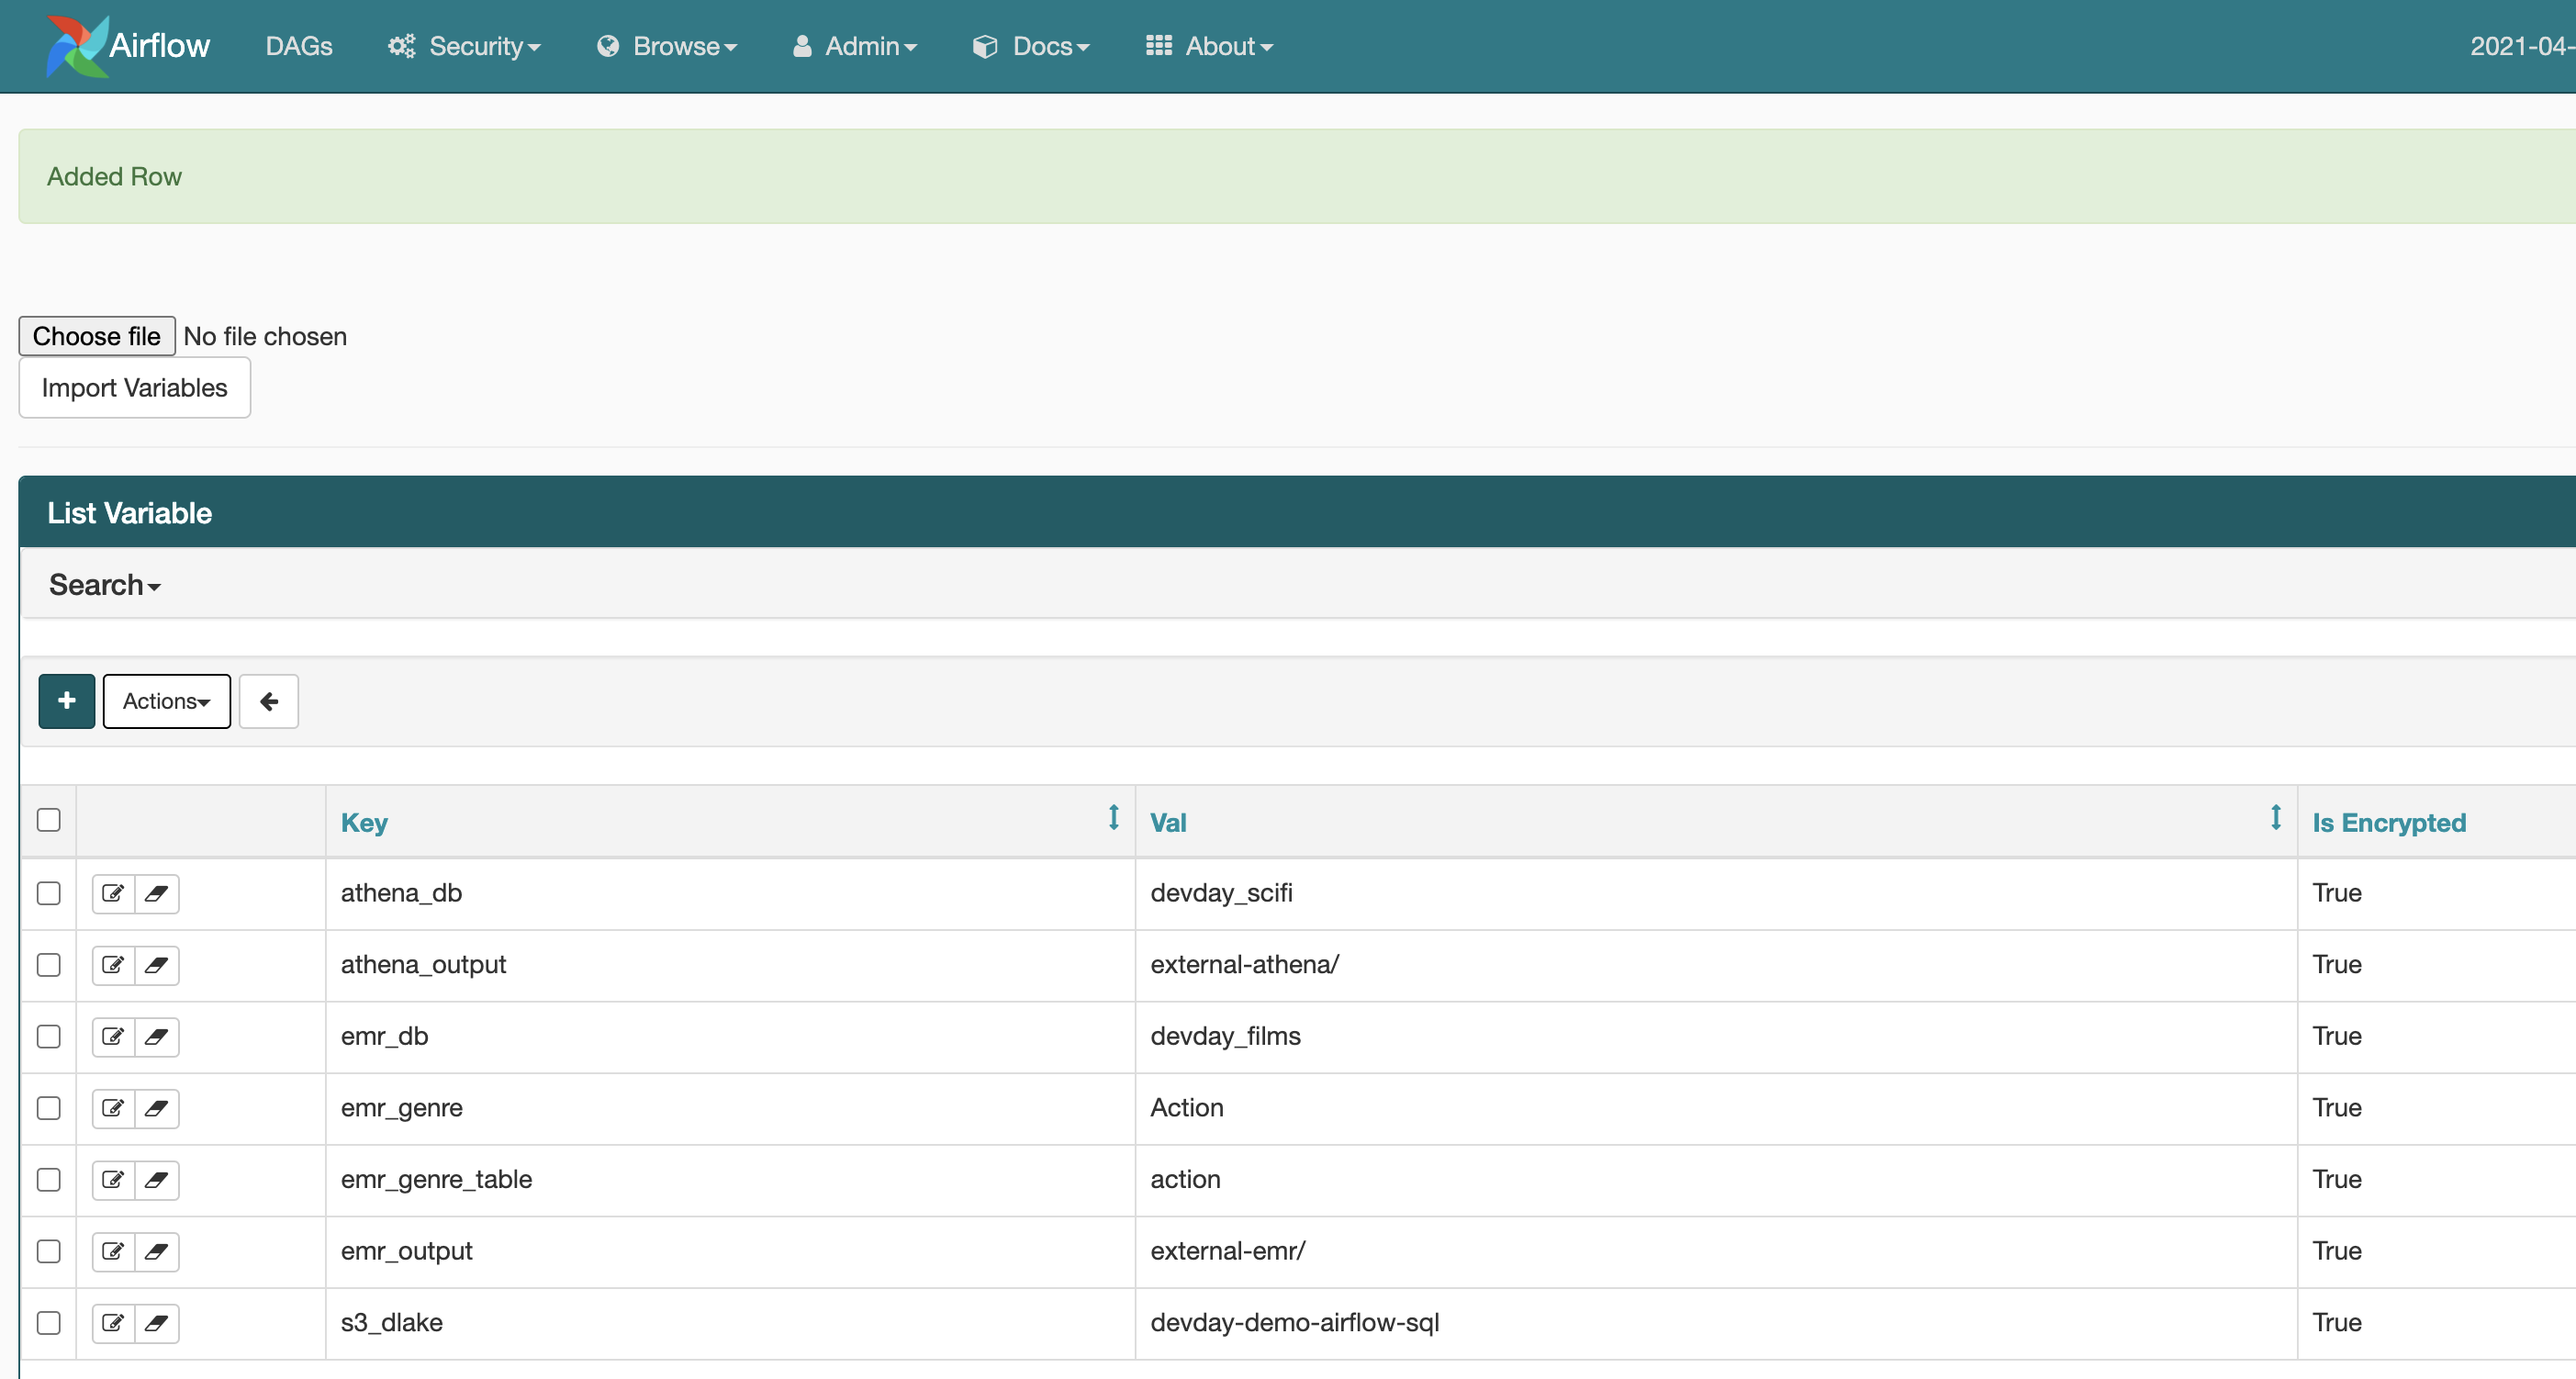 Airflow DAGs Security Browse Admin Docs About 2021-04-
Added Row
Choose file No file chosen
Import Variables
List Variable
Search
+ Actions
Key Val Is Encrypted
athena_db devday_scifi True
athena_output external-athena/ True
emr_db devday_films True
emr_genre Action True
emr_genre_table action True
emr_output external-emr/ True
s3_dlake devday-demo-airflow-sql True